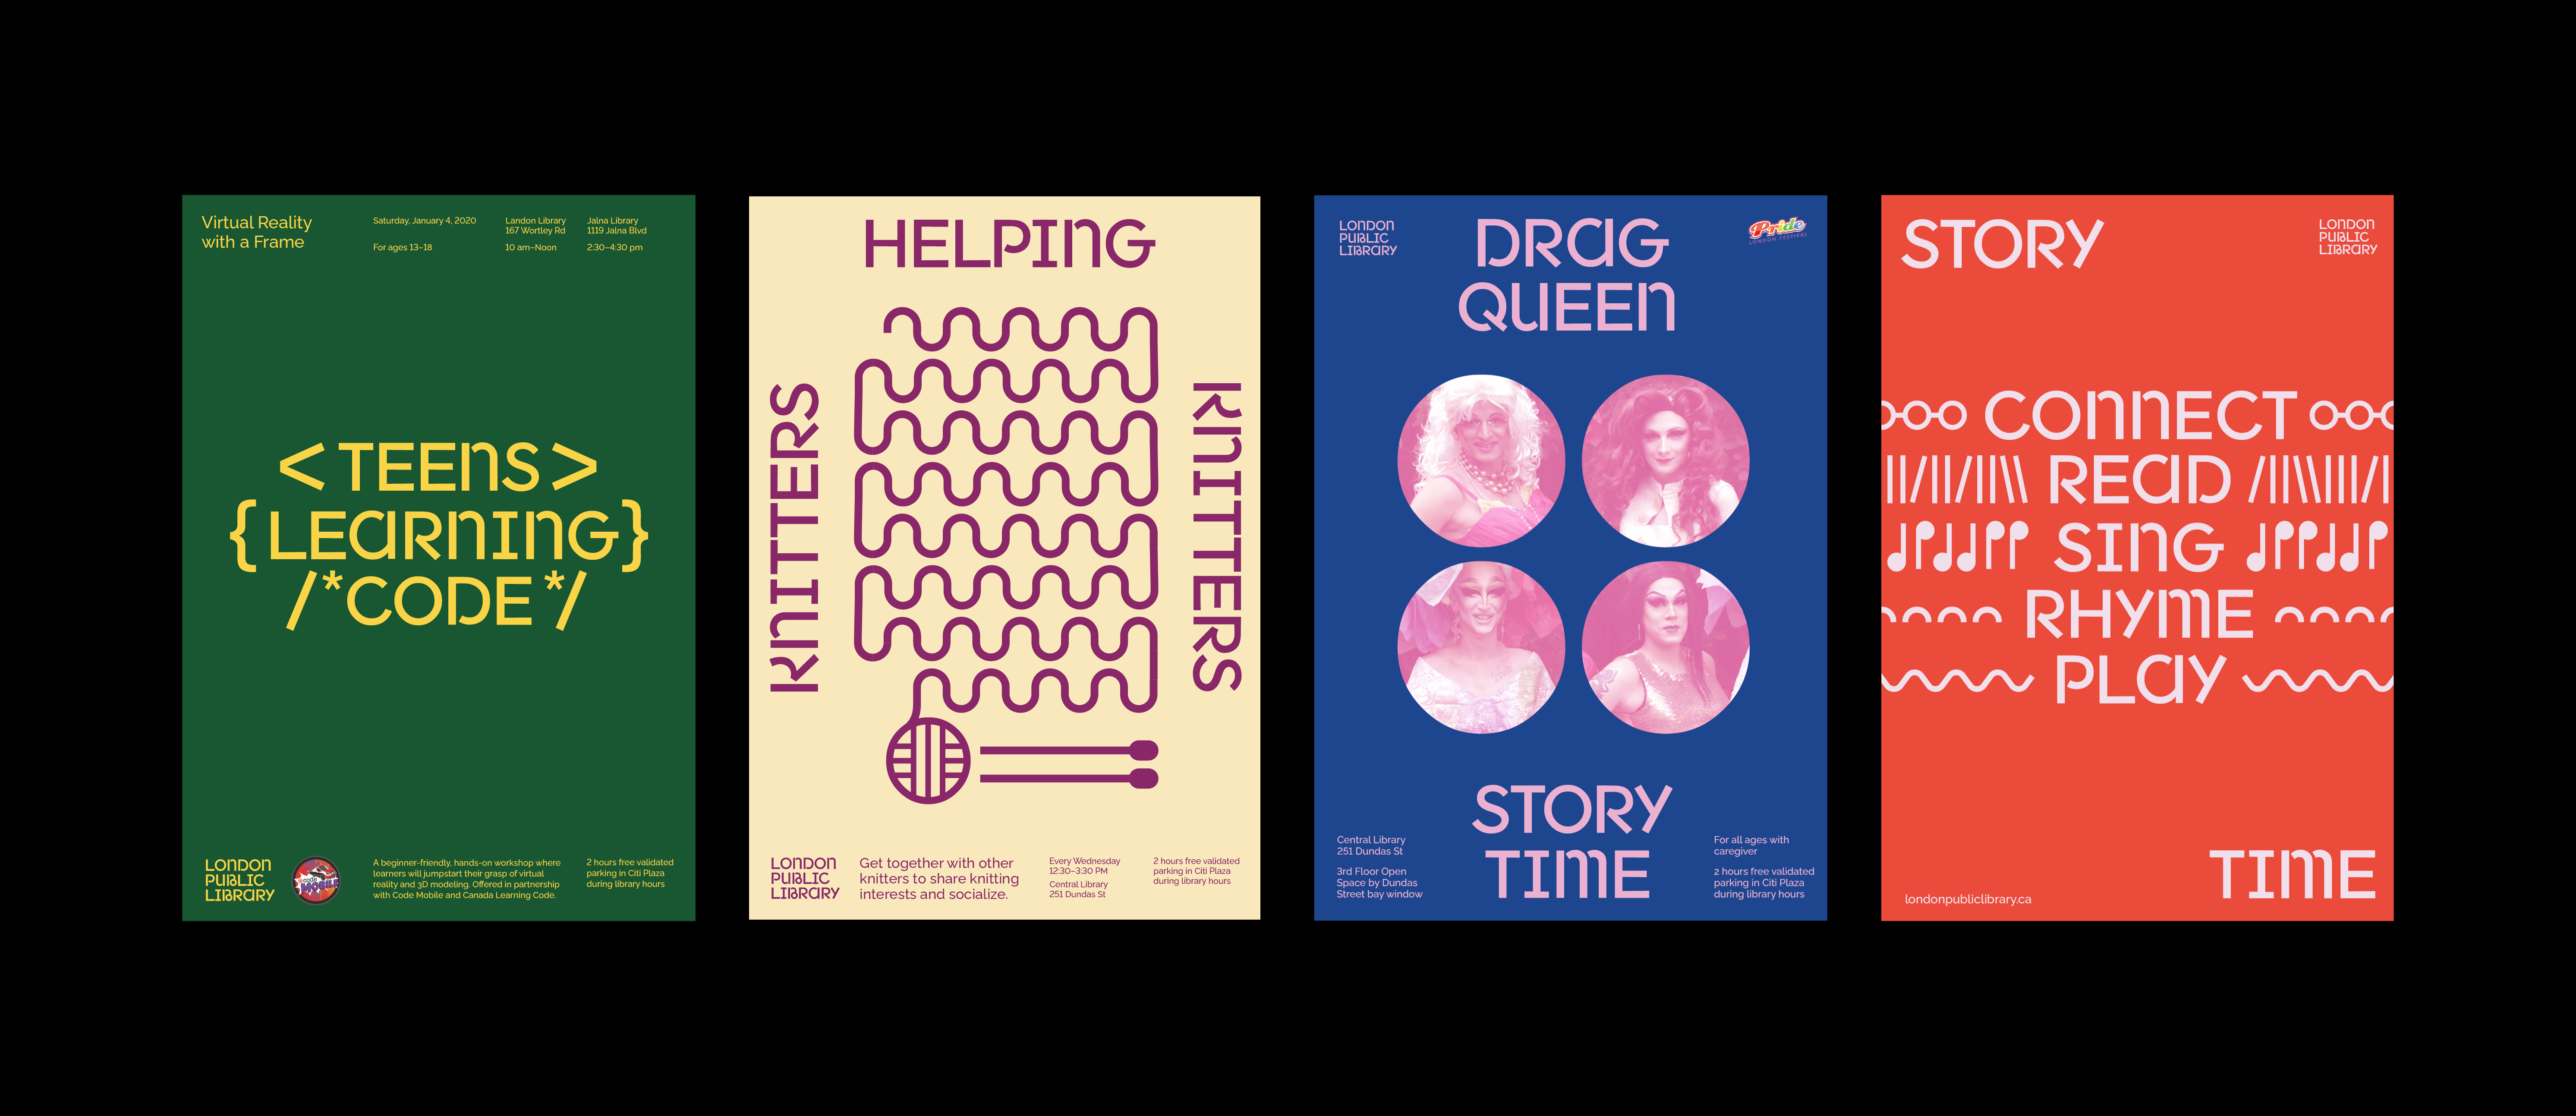 Virtual Reality
with a Frame
Saturday, January 4, 2020
For ages 13–18
Landon Library
167 Wortley Rd
10 am–Noon
Jalna Library
1119 Jalna Blvd
2:30–4:30 pm
<TEENS>
{LEARNING}
/*CODE*/
LONDON
PUBLIC
LIBRARY
code
MOBILE
A beginner-friendly, hands-on workshop where
learners will jumpstart their grasp of virtual
reality and 3D modeling. Offered in partnership
with Code Mobile and Canada Learning Code.
2 hours free validated
parking in Citi Plaza
during library hours
HELPING
KNITTERS
KNITTERS
LONDON
PUBLIC
LIBRARY
Get together with other
knitters to share knitting
interests and socialize.
Every Wednesday
12:30–3:30 PM
Central Library
251 Dundas St
2 hours free validated
parking in Citi Plaza
during library hours
LONDON
PUBLIC
LIBRARY
DRAG
QUEEN
Pride
LONDON FESTIVAL
STORY
TIME
Central Library
251 Dundas St
3rd Floor Open
Space by Dundas
Street bay window
For all ages with
caregiver
2 hours free validated
parking in Citi Plaza
during library hours
STORY
LONDON
PUBLIC
LIBRARY
CONNECT
READ
SING
RHYME
PLAY
londonpubliclibrary.ca
TIME